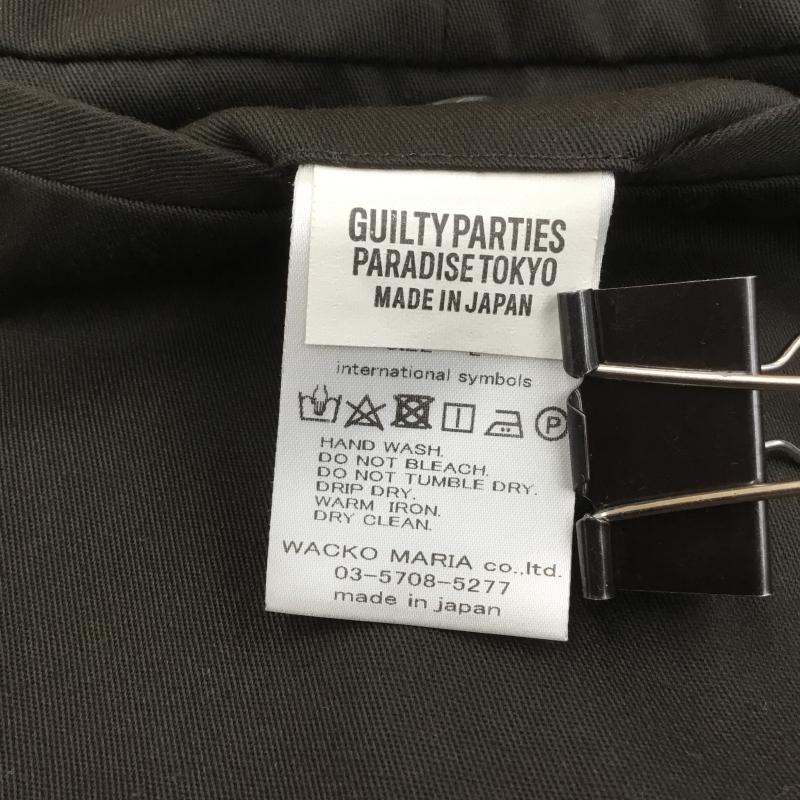 GUILTY PARTIES
PARADISE TOKYO
MADE IN JAPAN
international symbols
P
HAND WASH.
DO NOT BLEACH.
DO NOT TUMBLE DRY.
DRIP DRY.
WARM IRON.
DRY CLEAN.
WACKO MARIA co.,ltd.
03-5708-5277
made in japan